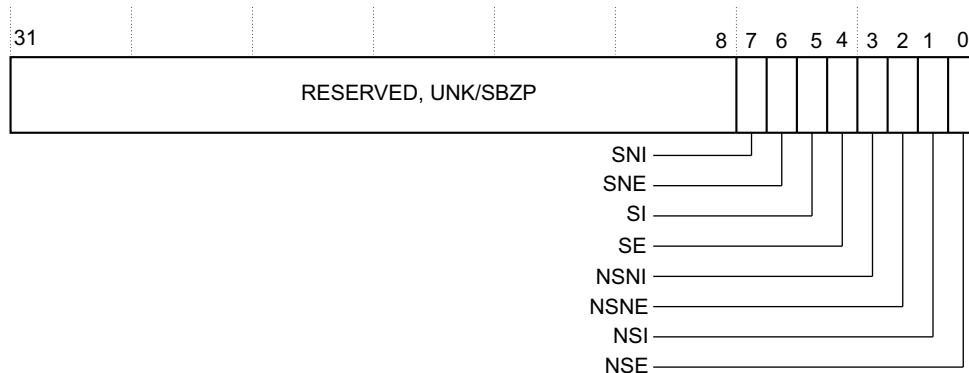 31 8 7 6 5 4 3 2 1 0
RESERVED, UNK/SBZP
SNI
SNE
SI
SE
NSNI
NSNE
NSI
NSE